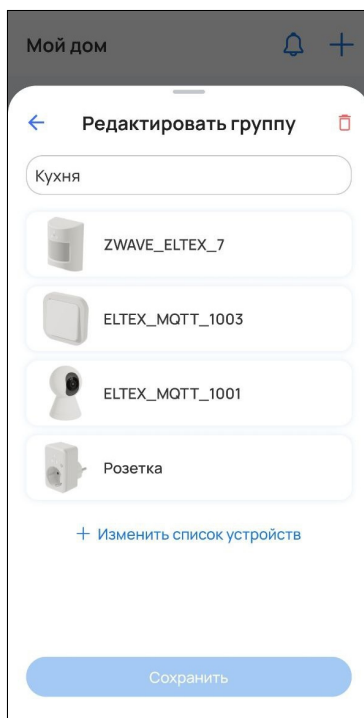 Мой дом
Редактировать группу
Кухня
ZWAVE_ELTEX_7
ELTEX_MQTT_1003
ELTEX_MQTT_1001
Розетка
+ Изменить список устройств
Сохранить